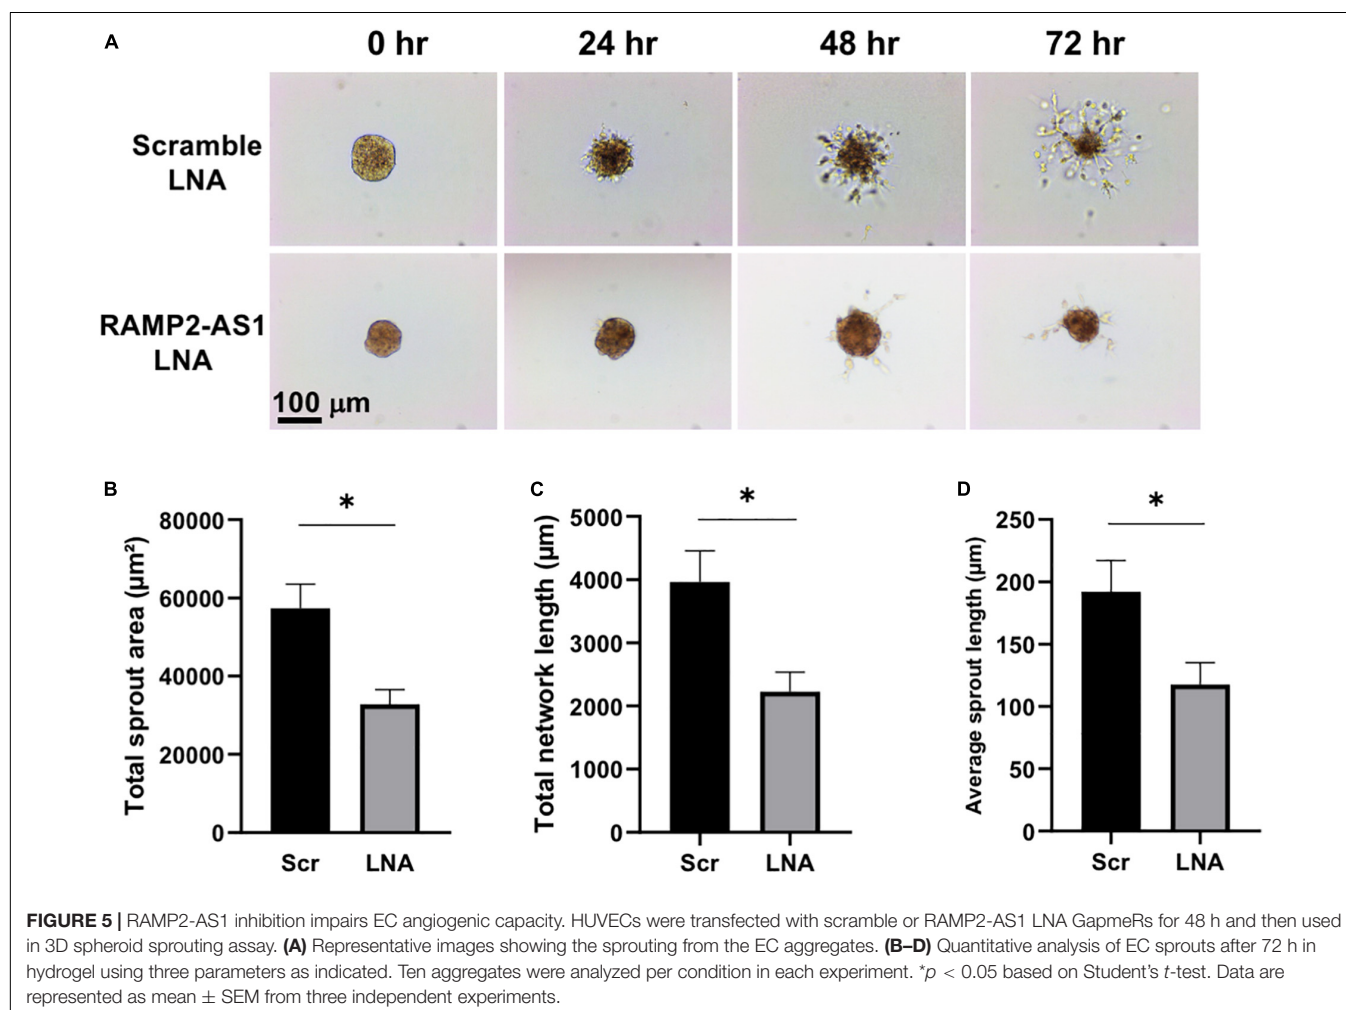 A
0 hr 24 hr 48 hr 72 hr
Scramble
LNA
RAMP2-AS1
LNA
100 μm
B
*
Total sprout area (μm²)
80000
60000
40000
20000
0
Scr LNA
C
*
Total network length (μm)
5000
4000
3000
2000
1000
0
Scr LNA
D
*
Average sprout length (μm)
250
200
150
100
50
0
Scr LNA
FIGURE 5 | RAMP2-AS1 inhibition impairs EC angiogenic capacity. HUVECs were transfected with scramble or RAMP2-AS1 LNA GapmeRs for 48 h and then used
in 3D spheroid sprouting assay. (A) Representative images showing the sprouting from the EC aggregates. (B–D) Quantitative analysis of EC sprouts after 72 h in
hydrogel using three parameters as indicated. Ten aggregates were analyzed per condition in each experiment. *p < 0.05 based on Student's t-test. Data are
represented as mean ± SEM from three independent experiments.